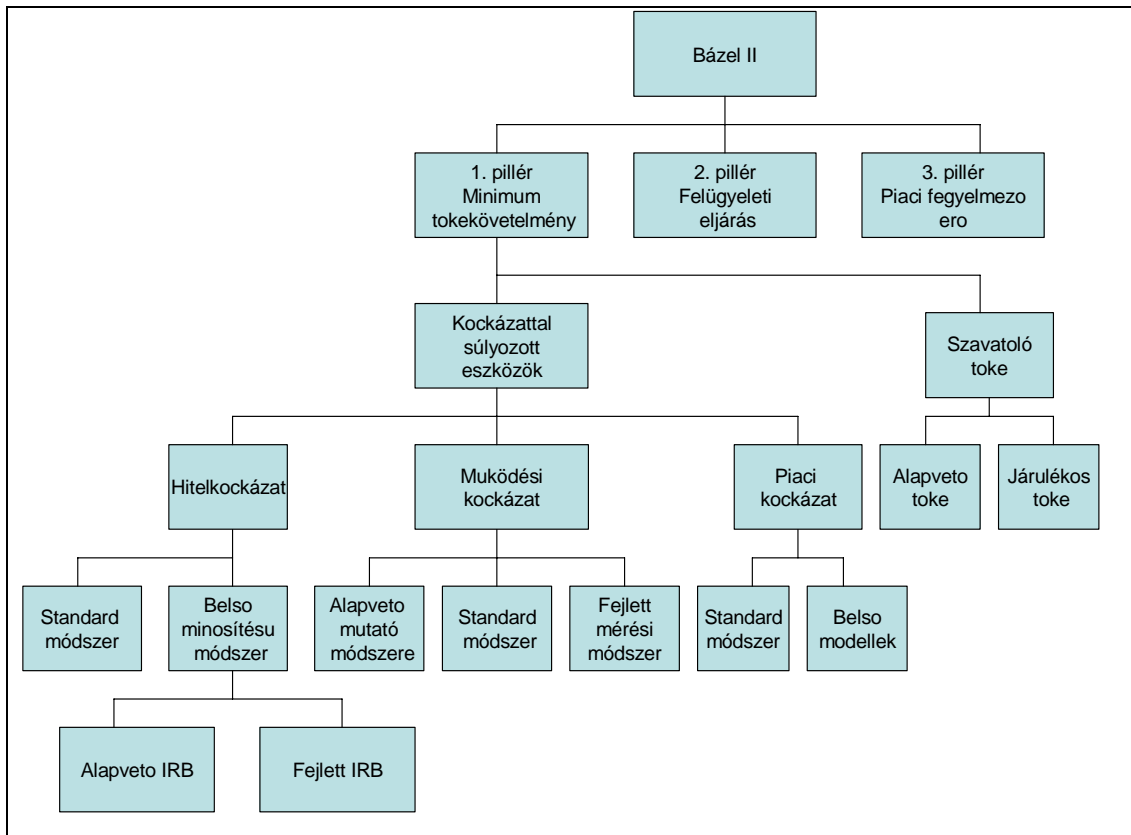 Bázel II
1. pillér
Minimum
tokekövetelmény
2. pillér
Felügyeleti
eljárás
3. pillér
Piaci fegyelmezo
ero
Kockázattal
súlyozott
eszközök
Szavatoló
toke
Hitelkockázat
Muködési
kockázat
Piaci
kockázat
Alapveto
toke
Járulékos
toke
Standard
módszer
Belso
minosítésu
módszer
Alapveto
mutató
módszere
Standard
módszer
Fejlett
mérési
módszer
Standard
módszer
Belso
modellek
Alapveto IRB
Fejlett IRB